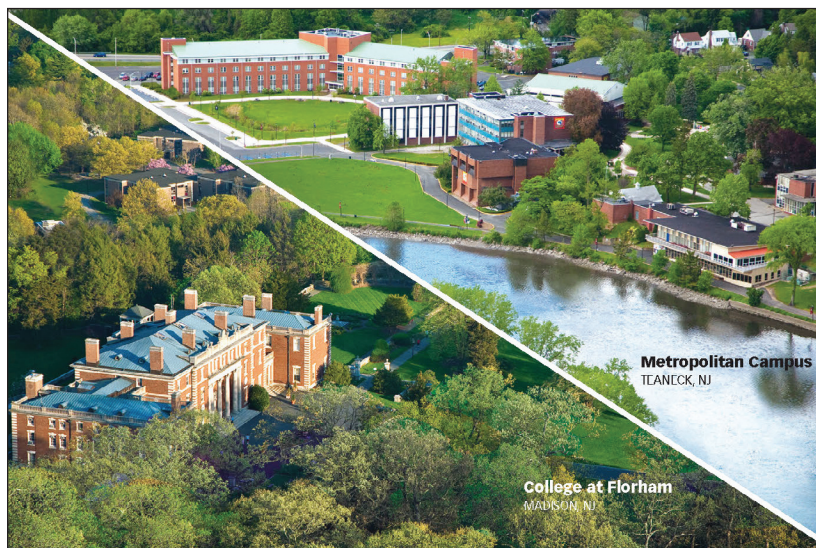 Metropolitan Campus
TEANECK, NJ
College at Florham
MADISON, NJ